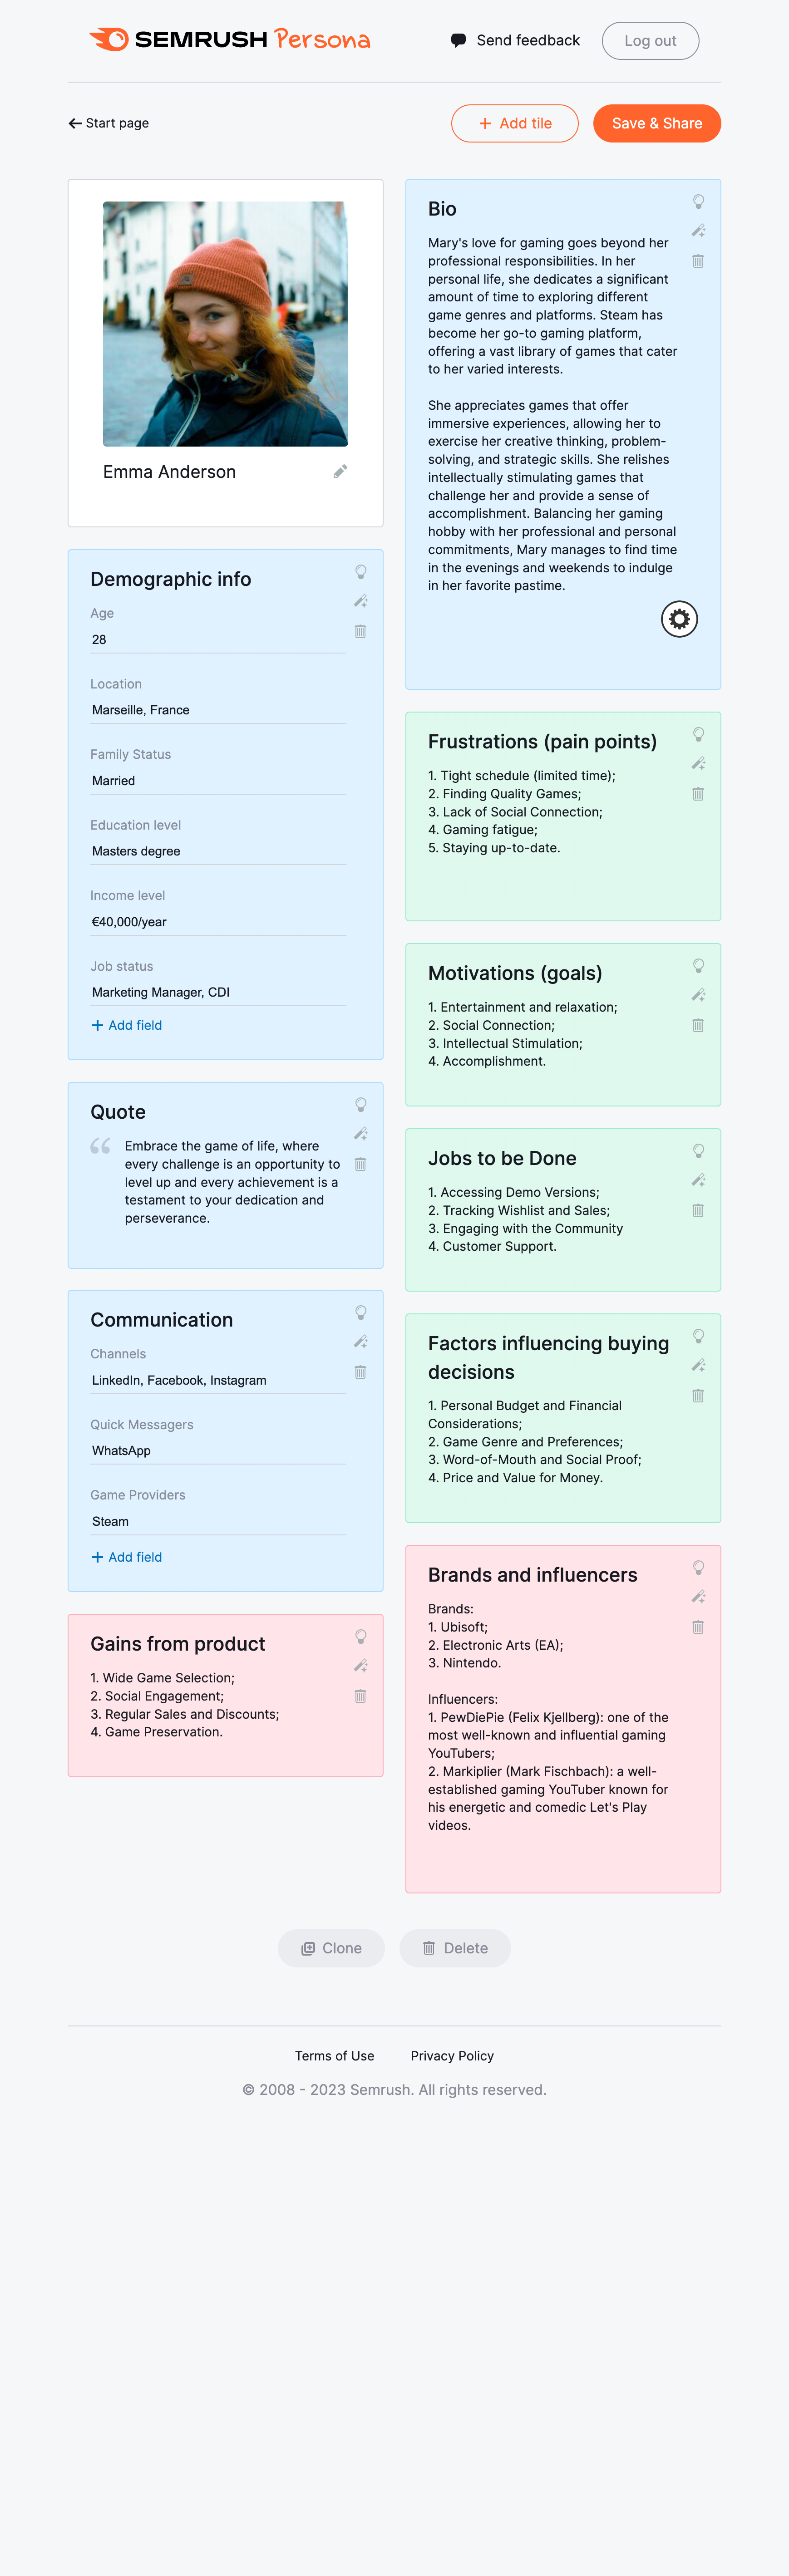 SEMRUSH Persona
Send feedback
Log out
Start page
Add tile
Save & Share
Emma Anderson
Demographic info
Age
28
Location
Marseille, France
Family Status
Married
Education level
Masters degree
Income level
€40,000/year
Job status
Marketing Manager, CDI
Add field
Quote
Embrace the game of life, where
every challenge is an opportunity to
level up and every achievement is a
testament to your dedication and
perseverance.
Communication
Channels
LinkedIn, Facebook, Instagram
Quick Messagers
WhatsApp
Game Providers
Steam
Add field
Gains from product
1. Wide Game Selection;
2. Social Engagement;
3. Regular Sales and Discounts;
4. Game Preservation.
Bio
Mary's love for gaming goes beyond her
professional responsibilities. In her
personal life, she dedicates a significant
amount of time to exploring different
game genres and platforms. Steam has
become her go-to gaming platform,
offering a vast library of games that cater
to her varied interests.
She appreciates games that offer
immersive experiences, allowing her to
exercise her creative thinking, problem-
solving, and strategic skills. She relishes
intellectually stimulating games that
challenge her and provide a sense of
accomplishment. Balancing her gaming
hobby with her professional and personal
commitments, Mary manages to find time
in the evenings and weekends to indulge
in her favorite pastime.
Frustrations (pain points)
1. Tight schedule (limited time);
2. Finding Quality Games;
3. Lack of Social Connection;
4. Gaming fatigue;
5. Staying up-to-date.
Motivations (goals)
1. Entertainment and relaxation;
2. Social Connection;
3. Intellectual Stimulation;
4. Accomplishment.
Jobs to be Done
1. Accessing Demo Versions;
2. Tracking Wishlist and Sales;
3. Engaging with the Community
4. Customer Support.
Factors influencing buying
decisions
1. Personal Budget and Financial
Considerations;
2. Game Genre and Preferences;
3. Word-of-Mouth and Social Proof;
4. Price and Value for Money.
Brands and influencers
Brands:
1. Ubisoft;
2. Electronic Arts (EA);
3. Nintendo.
Influencers:
1. PewDiePie (Felix Kjellberg): one of the
most well-known and influential gaming
YouTubers;
2. Markiplier (Mark Fischbach): a well-
established gaming YouTuber known for
his energetic and comedic Let's Play
videos.
Clone
Delete
Terms of Use
Privacy Policy
© 2008 - 2023 Semrush. All rights reserved.